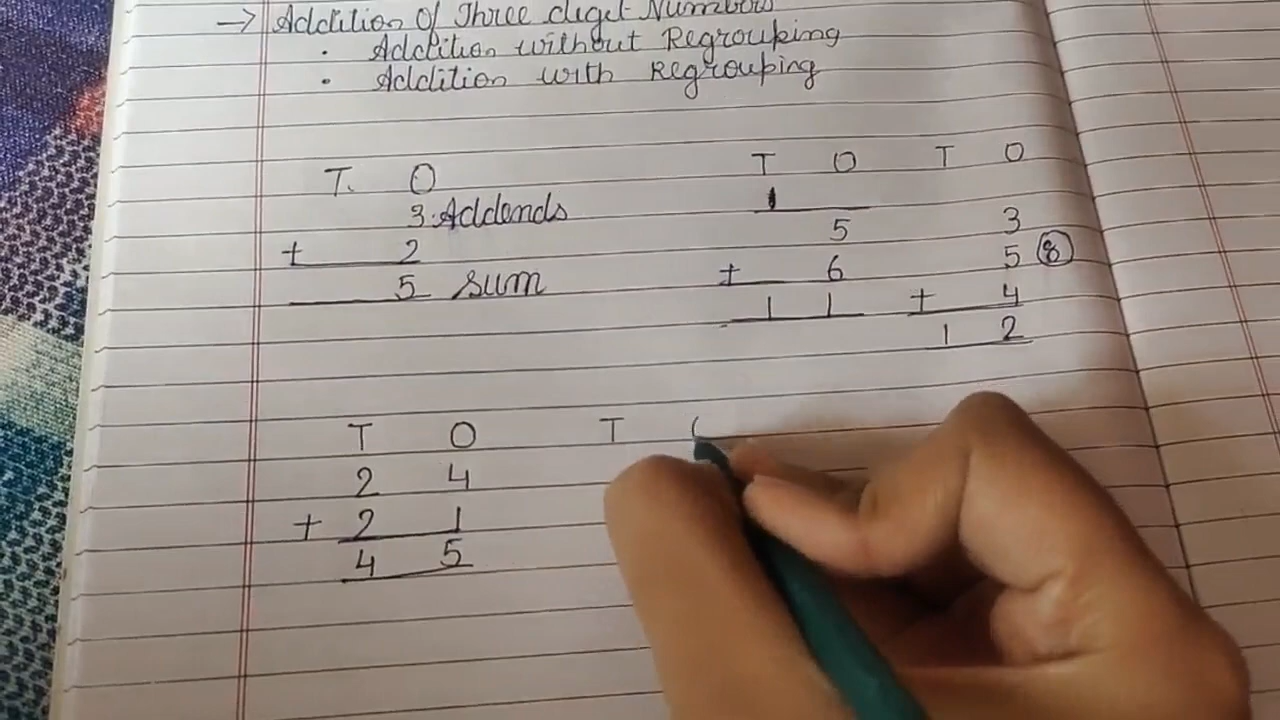 → Addition Of Three diget Numbers
• Addition without Regrouping
• Addition with Regrouping
T. O
3 Addends
+ 2
5 sum
T O
1
5
+ 6
1 1
T O
3
5 8
+ 4
1 2
T O
2 4
+ 2 1
4 5
T